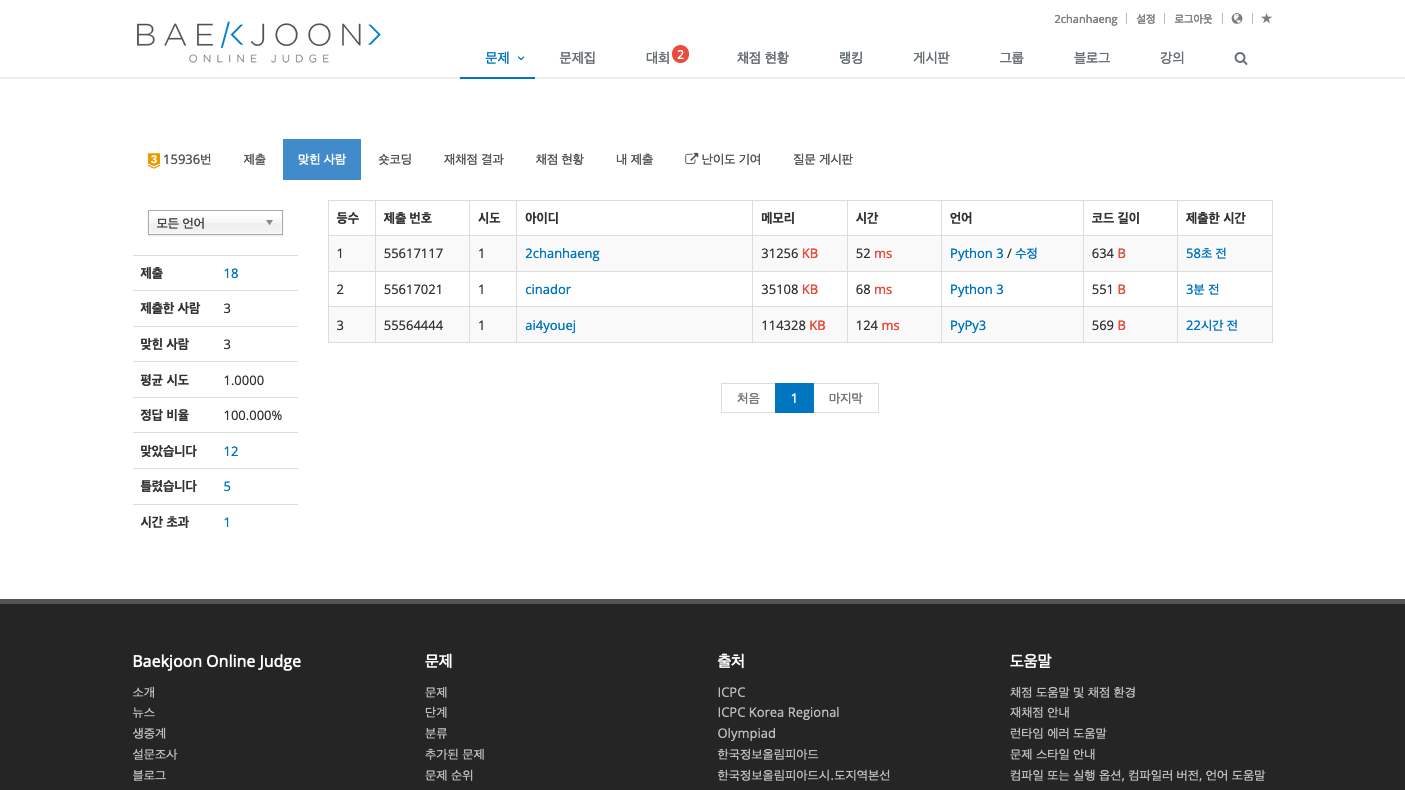 BAEKJOON>
ONLINE JUDGE
2chanhaeng 설정 로그아웃
문제 문제집 대회 2 채점 현황 랭킹 게시판 그룹 블로그 강의
3 15936번 제출 맞힌 사람 숏코딩 재채점 결과 채점 현황 내 제출 난이도 기여 질문 게시판
모든 언어
제출 18
제출한 사람 3
맞힌 사람 3
평균 시도 1.0000
정답 비율 100.000%
맞았습니다 12
틀렸습니다 5
시간 초과 1
등수 제출 번호 시도 아이디 메모리 시간 언어 코드 길이 제출한 시간
1 55617117 1 2chanhaeng 31256 KB 52 ms Python 3 / 수정 634 B 58초 전
2 55617021 1 cinador 35108 KB 68 ms Python 3 551 B 3분 전
3 55564444 1 ai4youej 114328 KB 124 ms PyPy3 569 B 22시간 전
처음 1 마지막
Baekjoon Online Judge
소개
뉴스
생중계
설문조사
블로그
문제
문제
단계
분류
추가된 문제
문제 순위
출처
ICPC
ICPC Korea Regional
Olympiad
한국정보올림피아드
한국정보올림피아드시.도지역본선
도움말
채점 도움말 및 채점 환경
재채점 안내
런타임 에러 도움말
문제 스타일 안내
컴파일 또는 실행 옵션, 컴파일러 버전, 언어 도움말